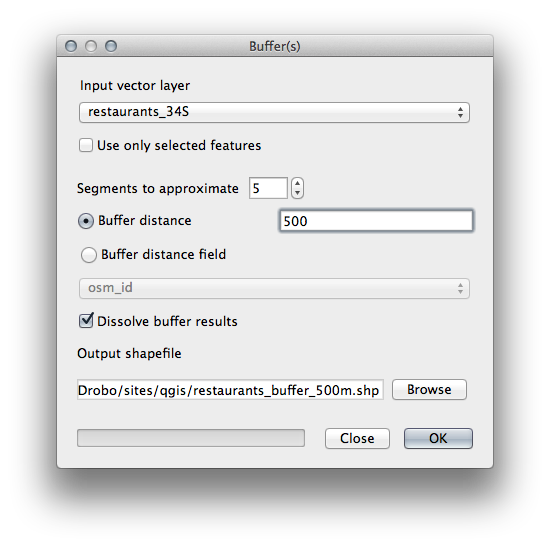 Buffer(s)
Input vector layer
restaurants_34S
Use only selected features
Segments to approximate 5
Buffer distance 500
Buffer distance field
osm_id
Dissolve buffer results
Output shapefile
Drobo/sites/qgis/restaurants_buffer_500m.shp Browse
Close OK